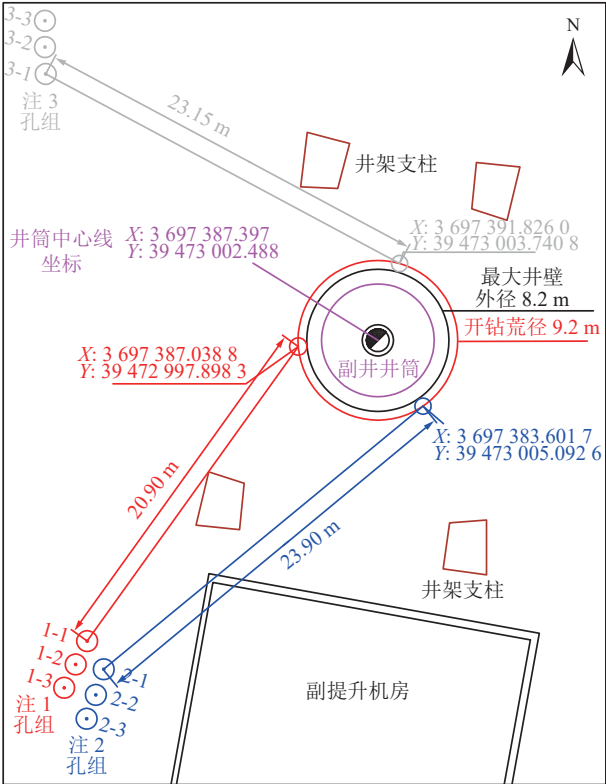 3-3
N
3-2
3-1
注 3
孔组
23.15 m
井架支柱
井筒中心线
坐标
X: 3 697 387.397
Y: 39 473 002.488
X: 3 697 391.826 0
Y: 39 473 003.740 8
最大井壁
外径 8.2 m
开钻荒径 9.2 m
X: 3 697 387.038 8
Y: 39 472 997.898 3
副井井筒
X: 3 697 383.601 7
Y: 39 473 005.092 6
20.90 m
23.90 m
井架支柱
1-1
1-2
1-3
2-1
2-2
2-3
注 1
孔组
注 2
孔组
副提升机房